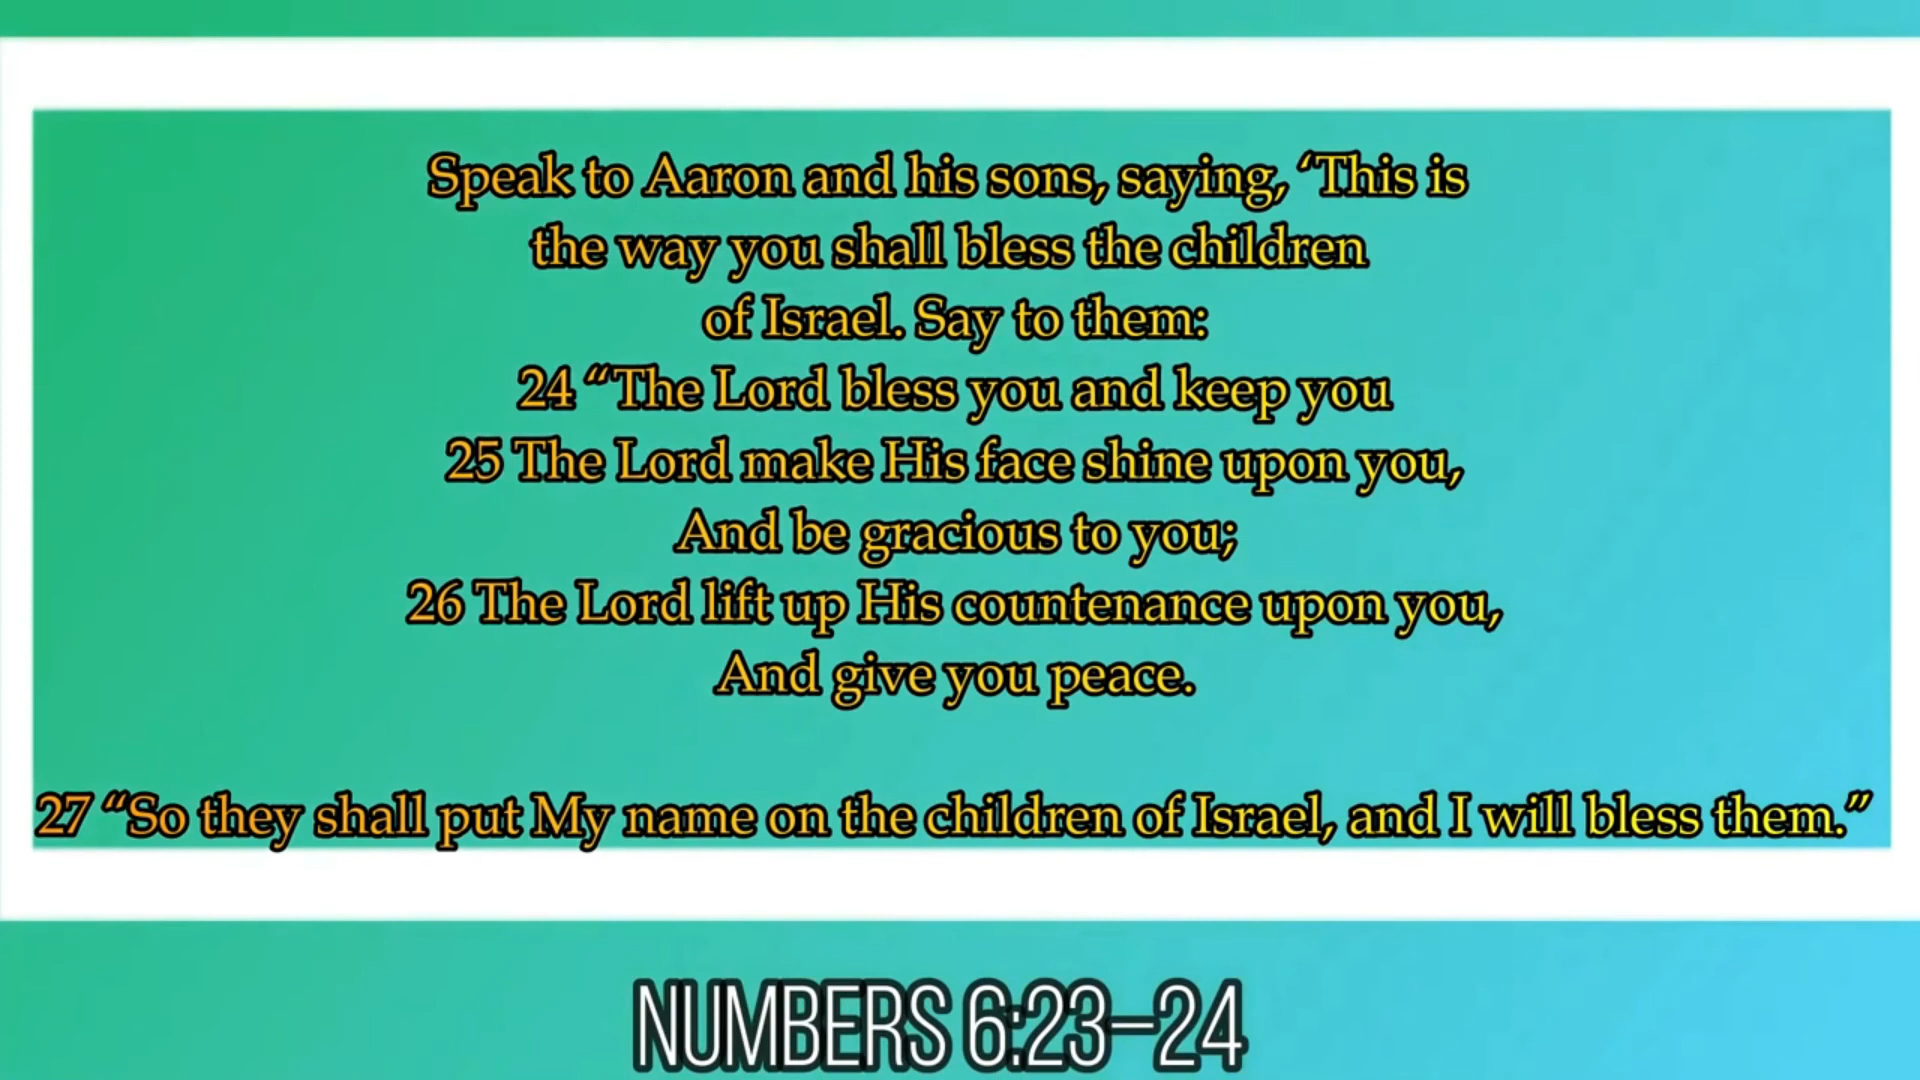 Speak to Aaron and his sons, saying, ‘This is
the way you shall bless the children
of Israel. Say to them:
24 “The Lord bless you and keep you
25 The Lord make His face shine upon you,
And be gracious to you;
26 The Lord lift up His countenance upon you,
And give you peace.
27 “So they shall put My name on the children of Israel, and I will bless them.”
NUMBERS 6:23–24